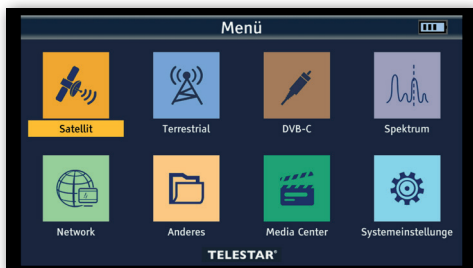 Menü
Satellit
Terrestrial
DVB-C
Spektrum
Network
Anderes
Media Center
Systemeinstellunge
TELESTAR®